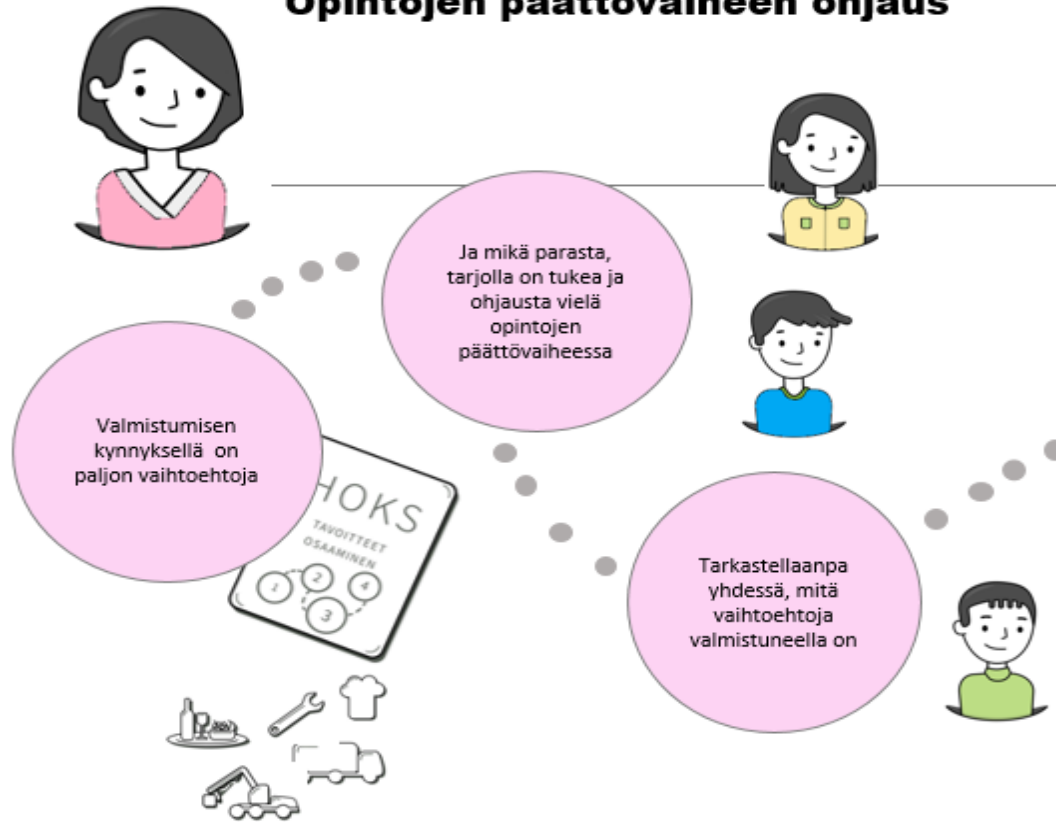 Opintojen päättövaiheen ohjaus
Ja mikä parasta,
tarjolla on tukea ja
ohjausta vielä
opintojen
päättövaiheessa
Valmistumisen
kynnyksellä on
paljon vaihtoehtoja
HOKS
TAVOITTEET
OSAAMINEN
1
2
3
4
Tarkastellaanpa
yhdessä, mitä
vaihtoehtoja
valmistuneella on